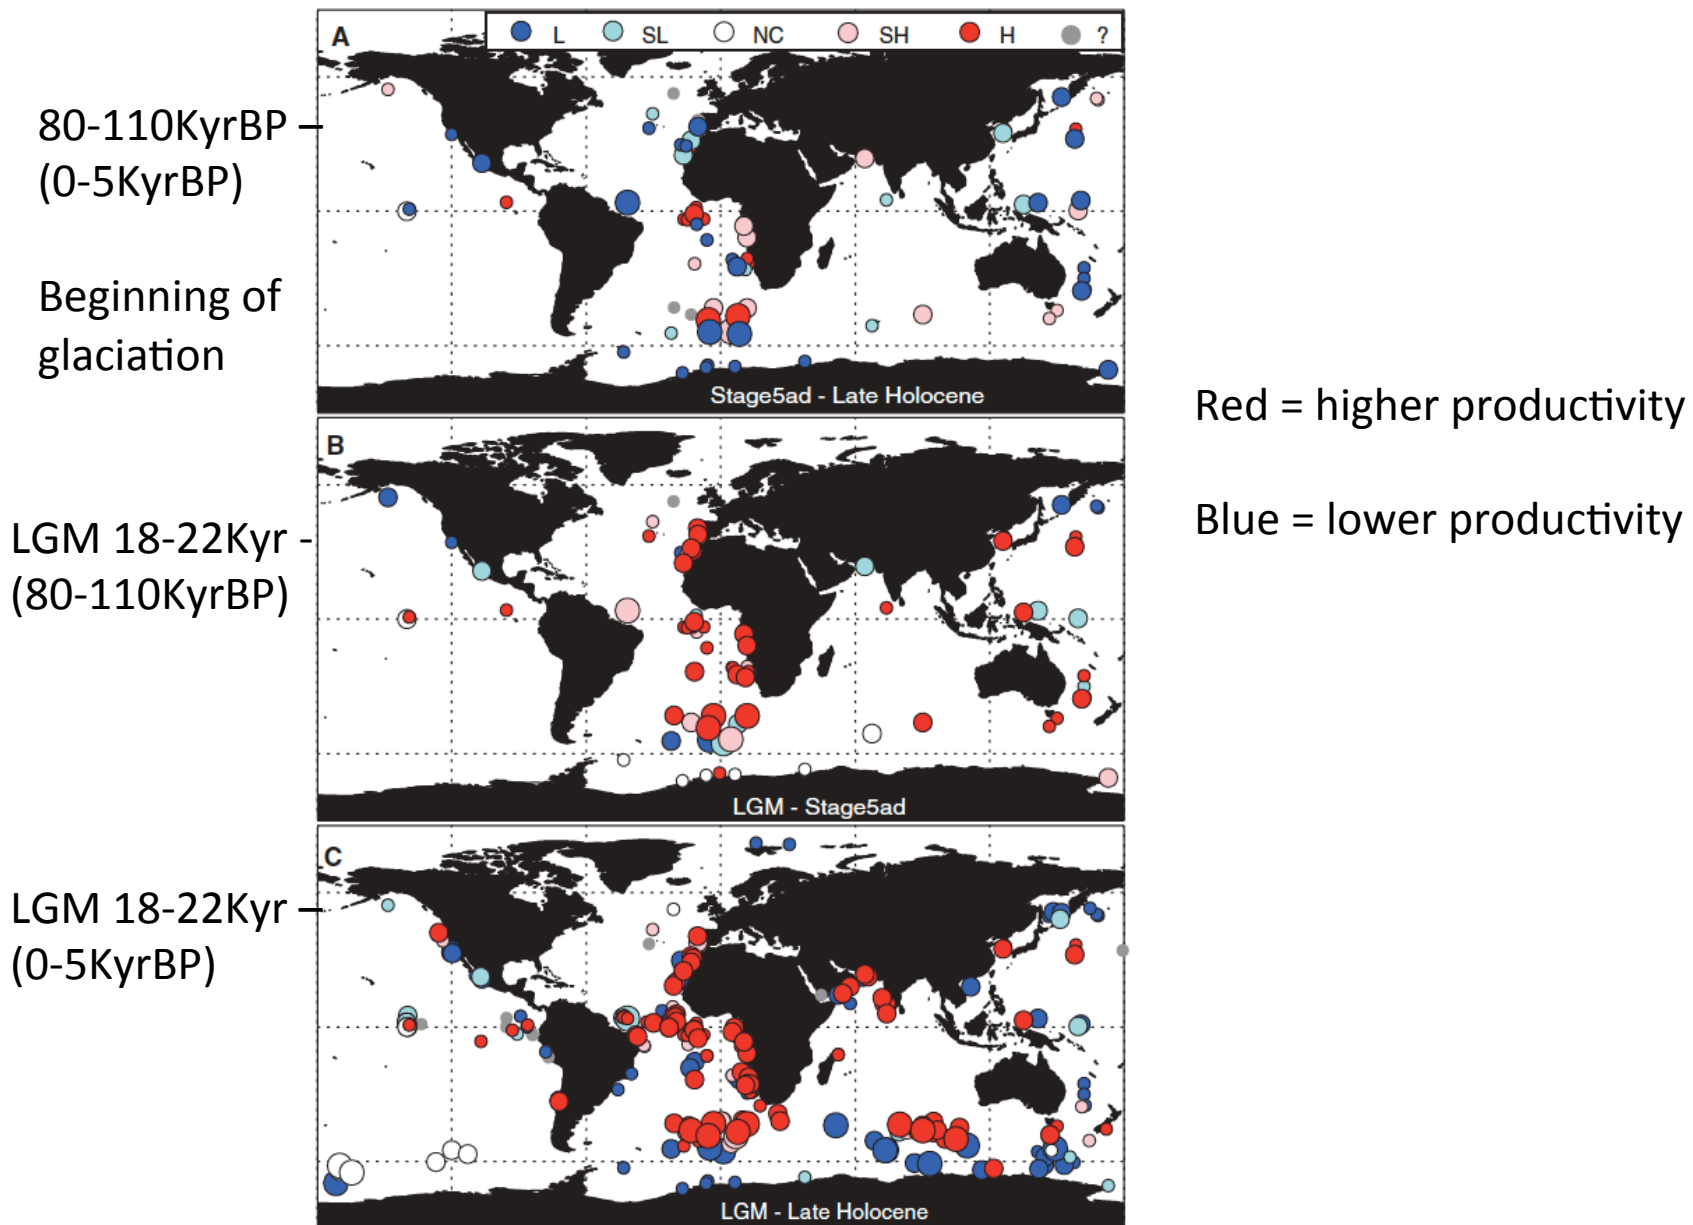 A
L SL NC SH H ?
80-110KyrBP –
(0-5KyrBP)
Beginning of
glaciation
Stage5ad - Late Holocene
Red = higher productivity
Blue = lower productivity
B
LGM 18-22Kyr -
(80-110KyrBP)
LGM - Stage5ad
C
LGM 18-22Kyr –
(0-5KyrBP)
LGM - Late Holocene